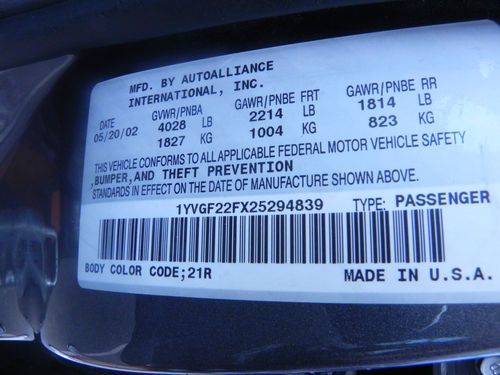 MFD. BY AUTOALLIANCE
INTERNATIONAL, INC.
DATE GVWR/PNBA GAWR/PNBE FRT GAWR/PNBE RR
05/20/02 4028 LB 2214 LB 1814 LB
1827 KG 1004 KG 823 KG
THIS VEHICLE CONFORMS TO ALL APPLICABLE FEDERAL MOTOR VEHICLE SAFETY
,BUMPER,AND THEFT PREVENTION
STANDARDS IN EFFECT ON THE DATE OF MANUFACTURE SHOWN ABOVE.
1YVGF22FX25294839 TYPE: PASSENGER
BODY COLOR CODE;21R MADE IN U.S.A.